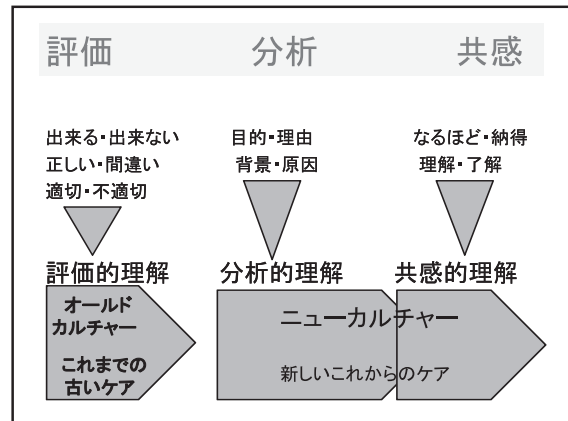 評価　分析　共感
出来る・出来ない
正しい・間違い
適切・不適切
目的・理由
背景・原因
なるほど・納得
理解・了解
評価的理解
分析的理解
共感的理解
オールド
カルチャー
これまでの
古いケア
ニューカルチャー
新しいこれからのケア